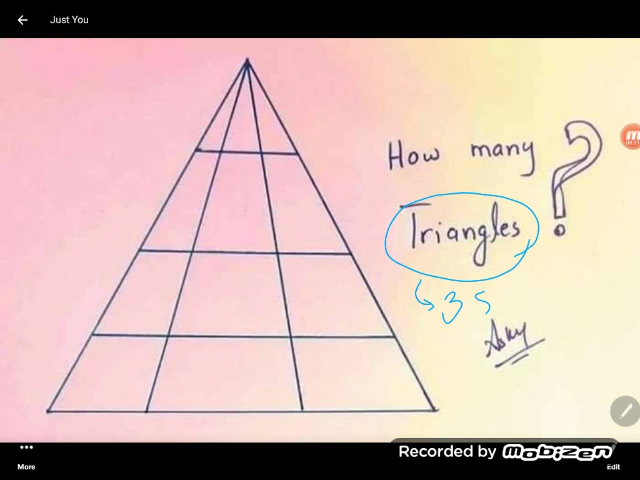 Just You
How many ?
Triangles
35
Recorded by MOBIZEN
More
Edit